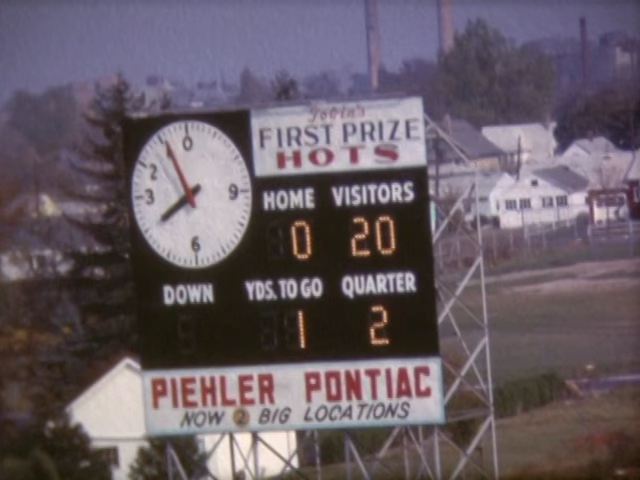 Tobin's
FIRST PRIZE
HOTS
0
2
3
9
6
HOME VISITORS
0 20
DOWN YDS. TO GO QUARTER
1 2
PIEHLER PONTIAC
NOW 2 BIG LOCATIONS